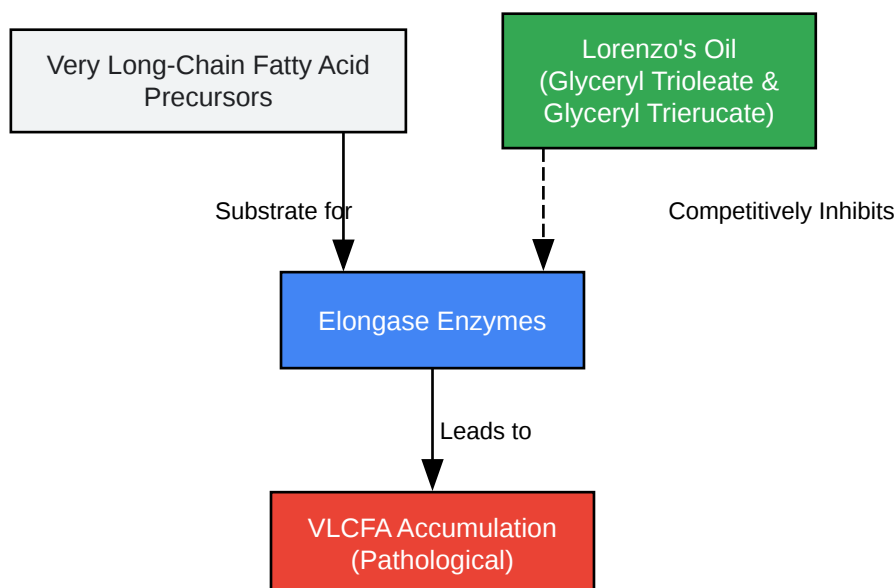 Very Long-Chain Fatty Acid
Precursors
Lorenzo's Oil
(Glyceryl Trioleate &
Glyceryl Trierucate)
Substrate for
Competitively Inhibits
Elongase Enzymes
Leads to
VLCFA Accumulation
(Pathological)